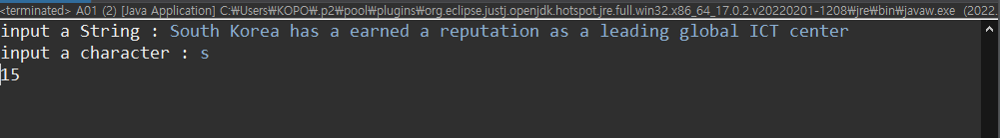 <terminated> A01 (2) [Java Application] C:₩Users₩KOPO₩.p2₩pool₩plugins₩org.eclipse.justj.openjdk.hotspot.jre.full.win32.x86_64_17.0.2.v20220201-1208₩jre₩bin₩javaw.exe (2022.
input a String : South Korea has a earned a reputation as a leading global ICT center
input a character : s
15